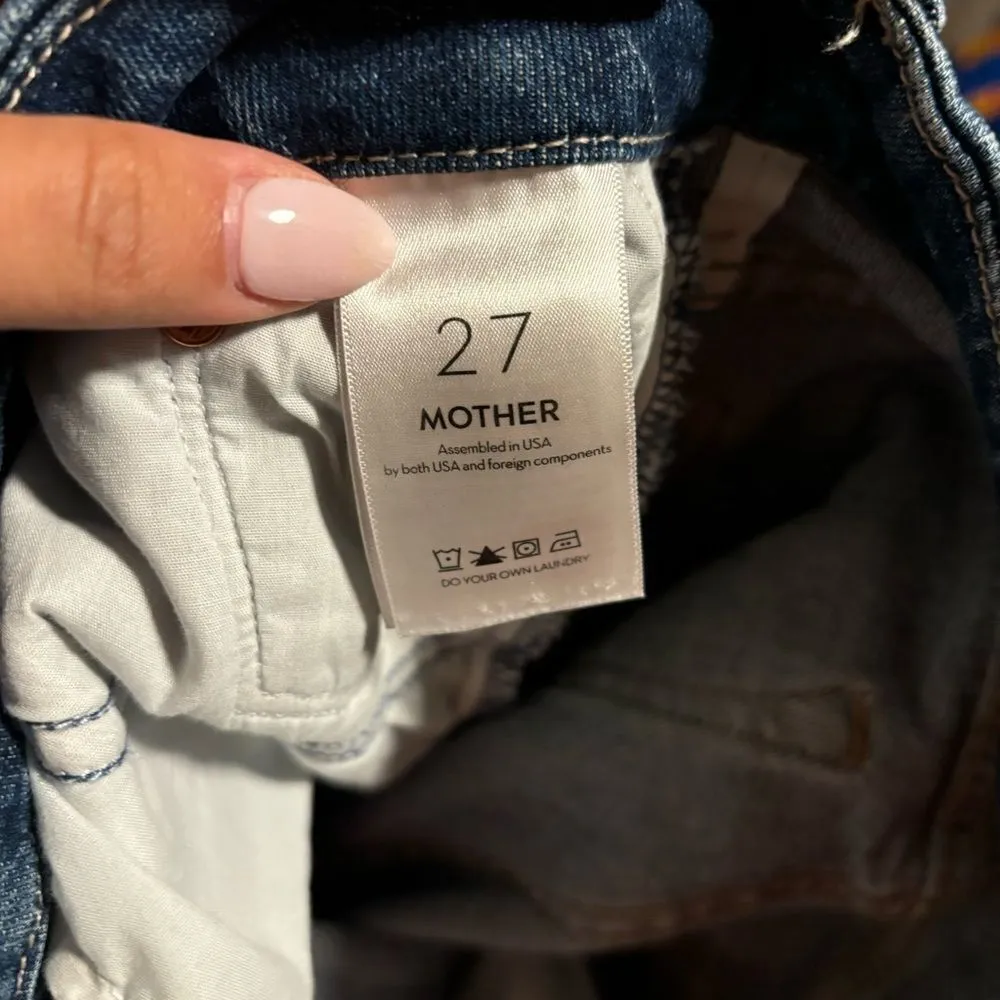 27
MOTHER
Assembled in USA
by both USA and foreign components
DO YOUR OWN LAUNDRY